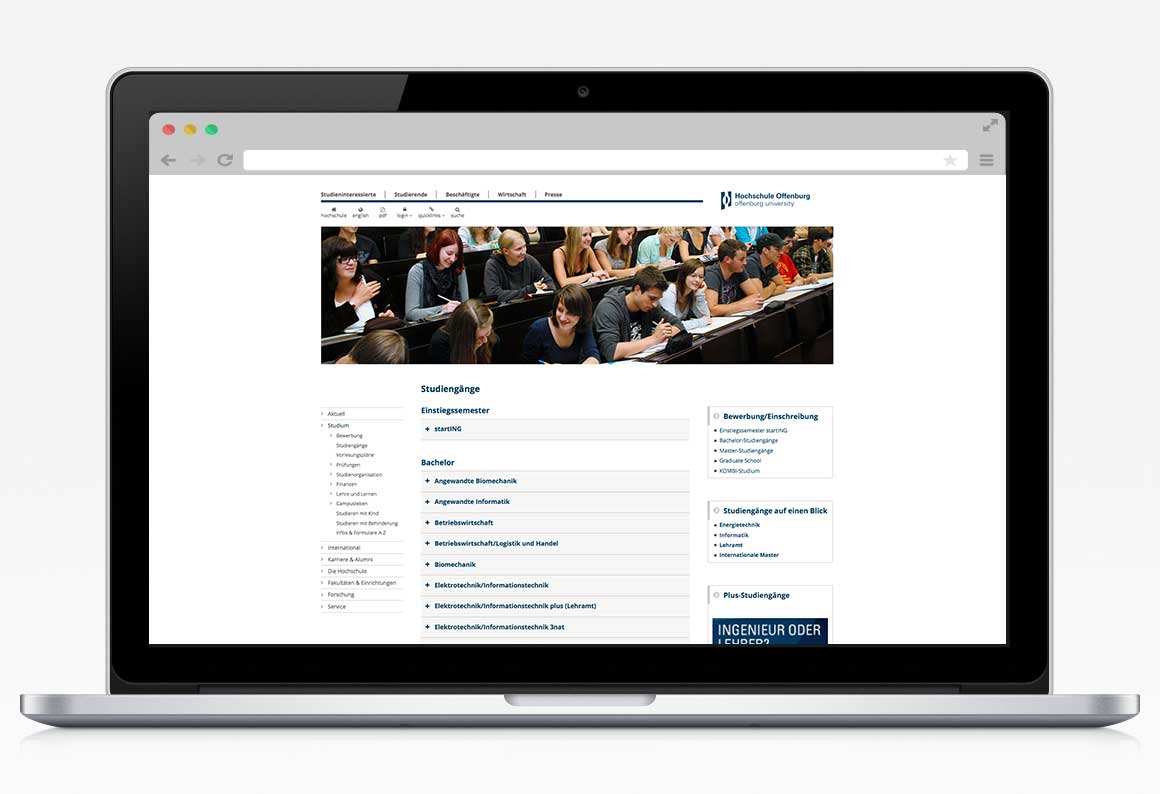 Studieninteressierte | Studierende | Beschäftigte | Wirtschaft | Presse
Hochschule Offenburg
offenburg.university
hochschule english pdf login quicklinks suche
Studiengänge
Aktuell
Studium
Bewerbung
Studiengänge
Vorlesungspläne
Prüfungen
Studienorganisation
Finanzen
Lehre und Lernen
Campusleben
Studieren mit Kind
Studieren mit Behinderung
Infos & Formulare A-Z
International
Karriere & Alumni
Die Hochschule
Fakultäten & Einrichtungen
Forschung
Service
Einstiegssemester
+ startING
Bachelor
+ Angewandte Biomechanik
+ Angewandte Informatik
+ Betriebswirtschaft
+ Betriebswirtschaft/Logistik und Handel
+ Biomechanik
+ Elektrotechnik/Informationstechnik
+ Elektrotechnik/Informationstechnik plus (Lehramt)
+ Elektrotechnik/Informationstechnik 3nat
Bewerbung/Einschreibung
Einstiegssemester startING
Bachelor-Studiengänge
Master-Studiengänge
Graduate School
KOMBI-Studium
Studiengänge auf einen Blick
Energietechnik
Informatik
Lehramt
Internationale Master
Plus-Studiengänge
INGENIEUR ODER
LEHRER?